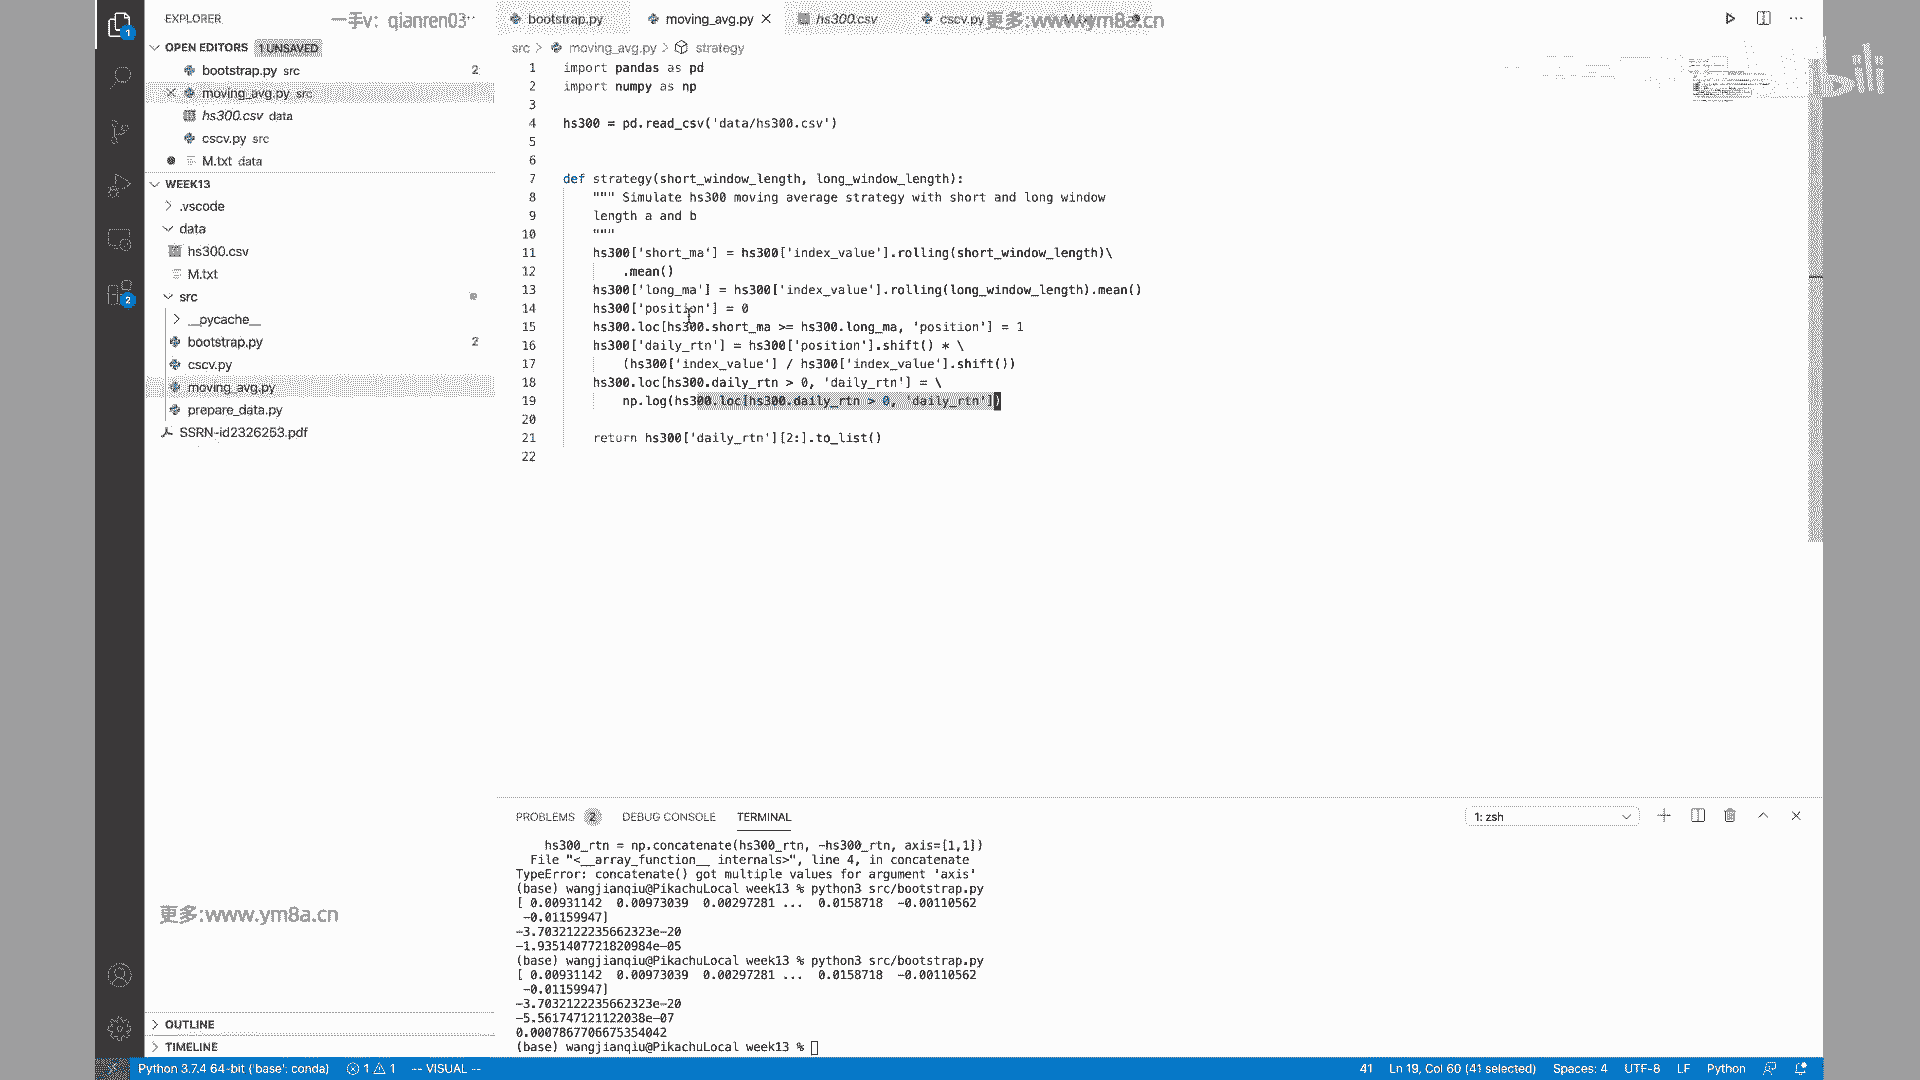 EXPLORER
一手v: qianren03
bootstrap.py
moving_avg.py
hs300.csv
cscv.py
更多:www.ym8a.cn
OPEN EDITORS
1 UNSAVED
bootstrap.py src
2
moving_avg.py src
hs300.csv data
cscv.py src
M.txt data
WEEK13
.vscode
data
hs300.csv
M.txt
src
__pycache__
bootstrap.py
2
cscv.py
moving_avg.py
prepare_data.py
SSRN-id2326253.pdf
更多:www.ym8a.cn
OUTLINE
TIMELINE
src > moving_avg.py > strategy
1 import pandas as pd
2 import numpy as np
3
4 hs300 = pd.read_csv('data/hs300.csv')
5
6
7 def strategy(short_window_length, long_window_length):
8 """ Simulate hs300 moving average strategy with short and long window
9 length a and b
10 """
11 hs300['short_ma'] = hs300['index_value'].rolling(short_window_length)\
12 .mean()
13 hs300['long_ma'] = hs300['index_value'].rolling(long_window_length).mean()
14 hs300['position'] = 0
15 hs300.loc[hs300.short_ma >= hs300.long_ma, 'position'] = 1
16 hs300['daily_rtn'] = hs300['position'].shift() * \
17 (hs300['index_value'] / hs300['index_value'].shift())
18 hs300.loc[hs300.daily_rtn > 0, 'daily_rtn'] = \
19 np.log(hs300.loc[hs300.daily_rtn > 0, 'daily_rtn'])
20
21 return hs300['daily_rtn'][2:].to_list()
22
bili
PROBLEMS 2 DEBUG CONSOLE TERMINAL
1: zsh
hs300_rtn = np.concatenate(hs300_rtn, -hs300_rtn, axis=[1,1])
File "<__array_function__ internals>", line 4, in concatenate
TypeError: concatenate() got multiple values for argument 'axis'
(base) wangjianqiu@PikachuLocal week13 % python3 src/bootstrap.py
[ 0.00931142 0.00973039 0.00297281 ... 0.0158718 -0.00110562
-0.01159947]
-3.7032122235662323e-20
-1.9351407721820984e-05
(base) wangjianqiu@PikachuLocal week13 % python3 src/bootstrap.py
[ 0.00931142 0.00973039 0.00297281 ... 0.0158718 -0.00110562
-0.01159947]
-3.7032122235662323e-20
-5.561747121122038e-07
0.0007867706675354042
(base) wangjianqiu@PikachuLocal week13 %
Python 3.7.4 64-bit ('base': conda) 1 1 -- VISUAL --
41 Ln 19, Col 60 (41 selected) Spaces: 4 UTF-8 LF Python